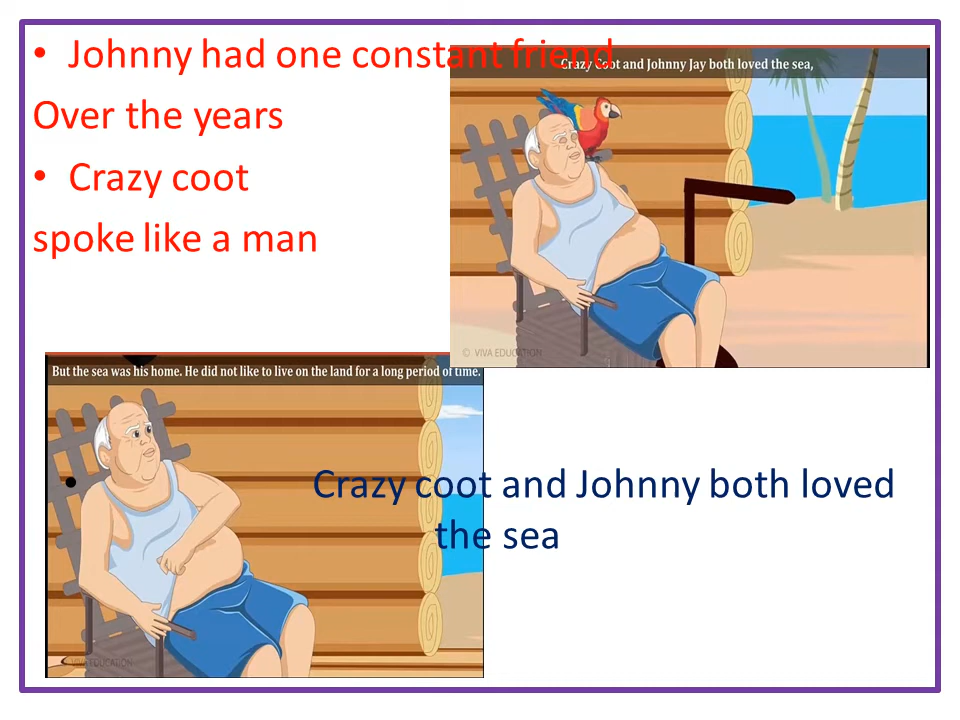 • Johnny had one constant friend
Crazy Coot and Johnny Jay both loved the sea,
Over the years
• Crazy coot
spoke like a man
© VIVA EDUCATION
But the sea was his home. He did not like to live on the land for a long period of time.
• Crazy coot and Johnny both loved
the sea
VIVA EDUCATION